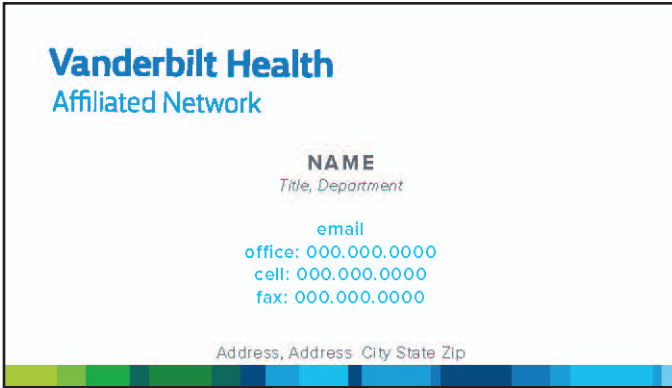 Vanderbilt Health
Affiliated Network
NAME
Title, Department
email
office: 000.000.0000
cell: 000.000.0000
fax: 000.000.0000
Address, Address City State Zip